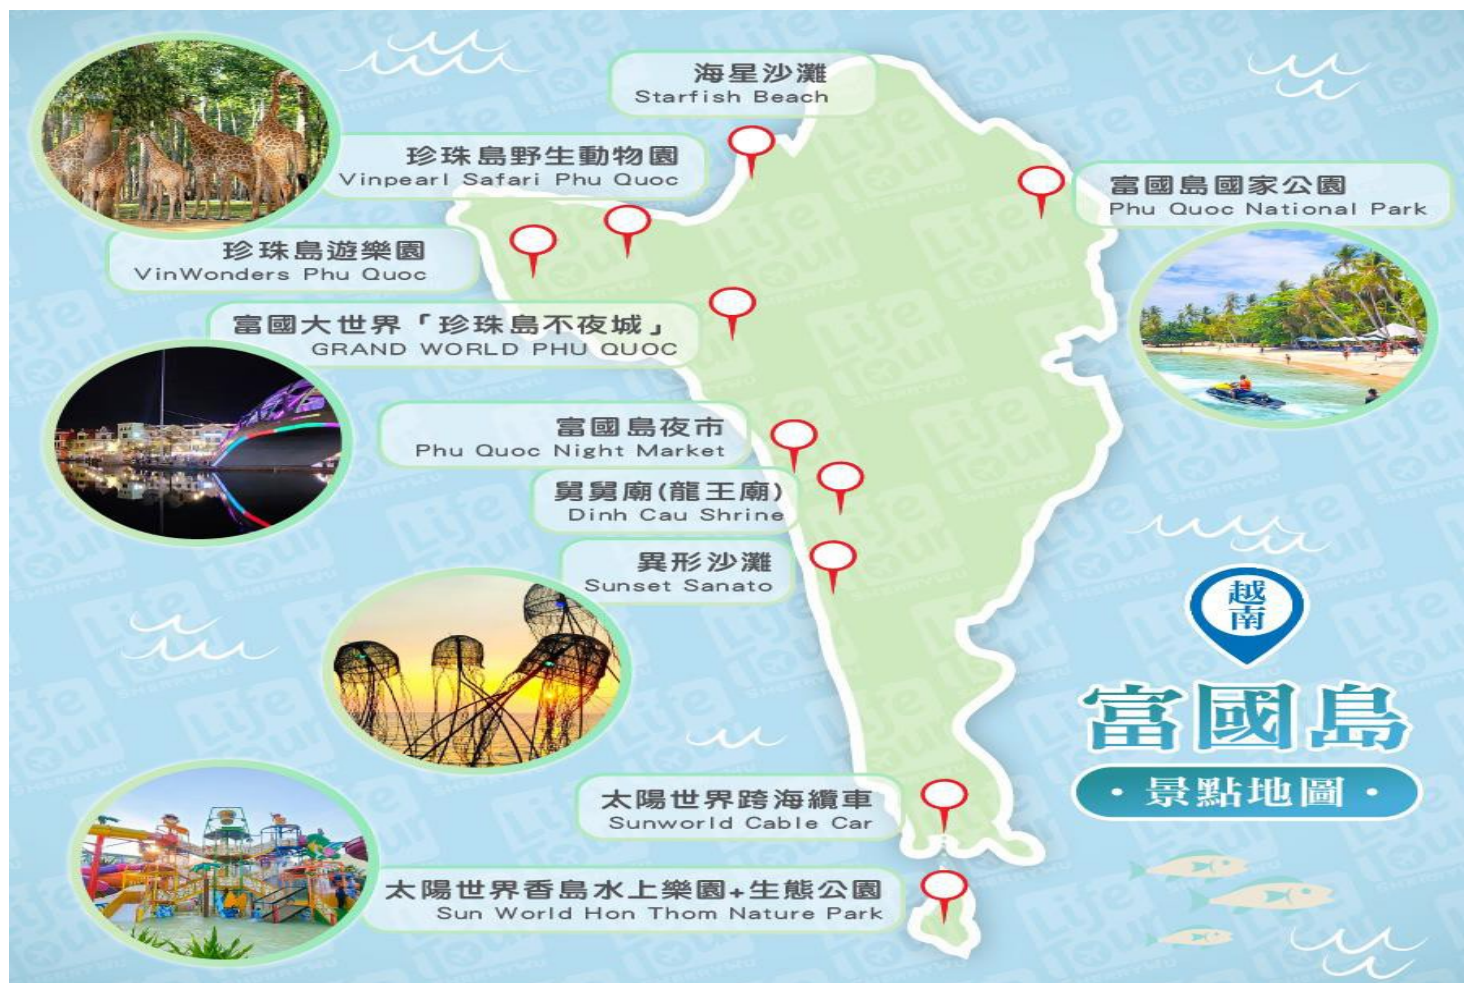 海星沙灘
Starfish Beach
珍珠島野生動物園
Vinpearl Safari Phu Quoc
富國島國家公園
Phu Quoc National Park
珍珠島遊樂園
VinWonders Phu Quoc
富國大世界「珍珠島不夜城」
GRAND WORLD PHU QUOC
富國島夜市
Phu Quoc Night Market
舅舅廟(龍王廟)
Dinh Cau Shrine
異形沙灘
Sunset Sanato
越南
富國島
·景點地圖·
太陽世界跨海纜車
Sunworld Cable Car
太陽世界香島水上樂園+生態公園
Sun World Hon Thom Nature Park
Life
Tour